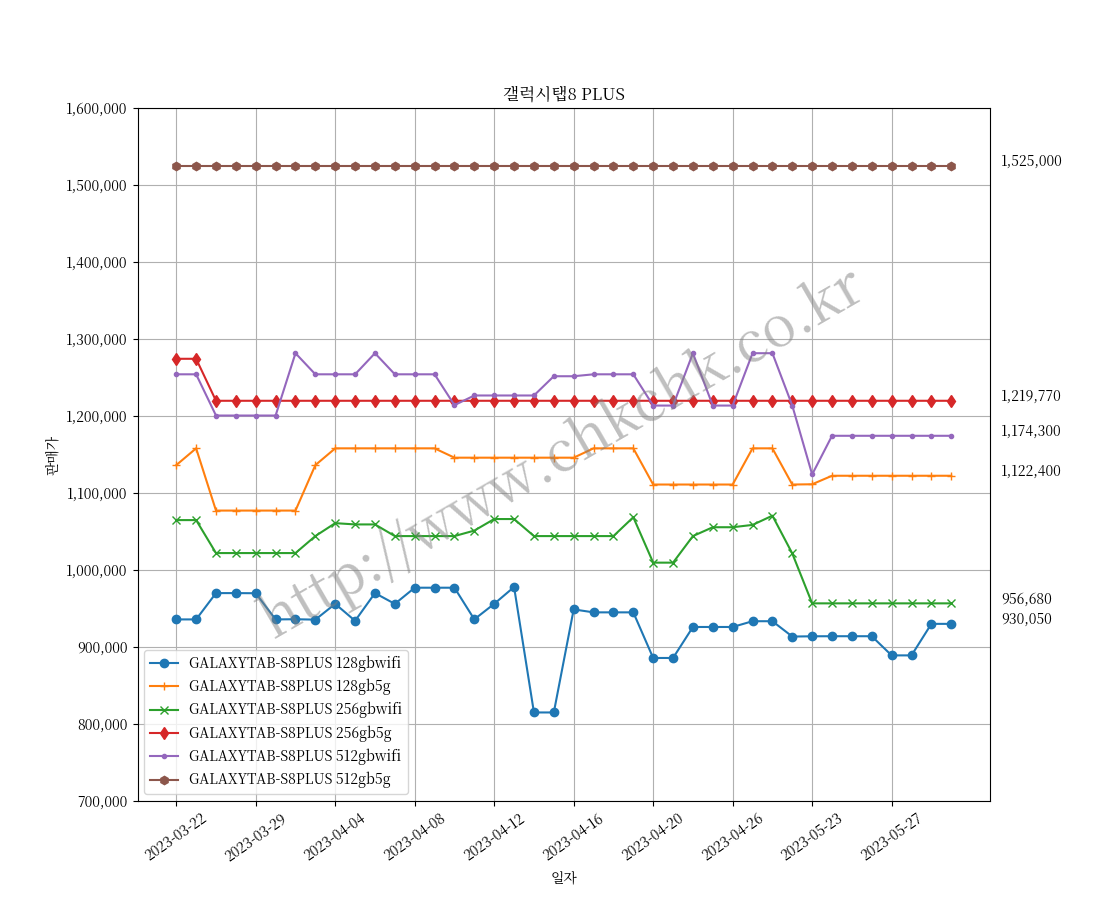 갤럭시탭8 PLUS
1,600,000
1,500,000
1,400,000
1,300,000
1,200,000
1,100,000
1,000,000
900,000
800,000
700,000
판매가
1,525,000
1,219,770
1,174,300
1,122,400
956,680
930,050
http://www.chkchk.co.kr
GALAXYTAB-S8PLUS 128gbwifi
GALAXYTAB-S8PLUS 128gb5g
GALAXYTAB-S8PLUS 256gbwifi
GALAXYTAB-S8PLUS 256gb5g
GALAXYTAB-S8PLUS 512gbwifi
GALAXYTAB-S8PLUS 512gb5g
2023-03-22
2023-03-29
2023-04-04
2023-04-08
2023-04-12
2023-04-16
2023-04-20
2023-04-26
2023-05-23
2023-05-27
일자